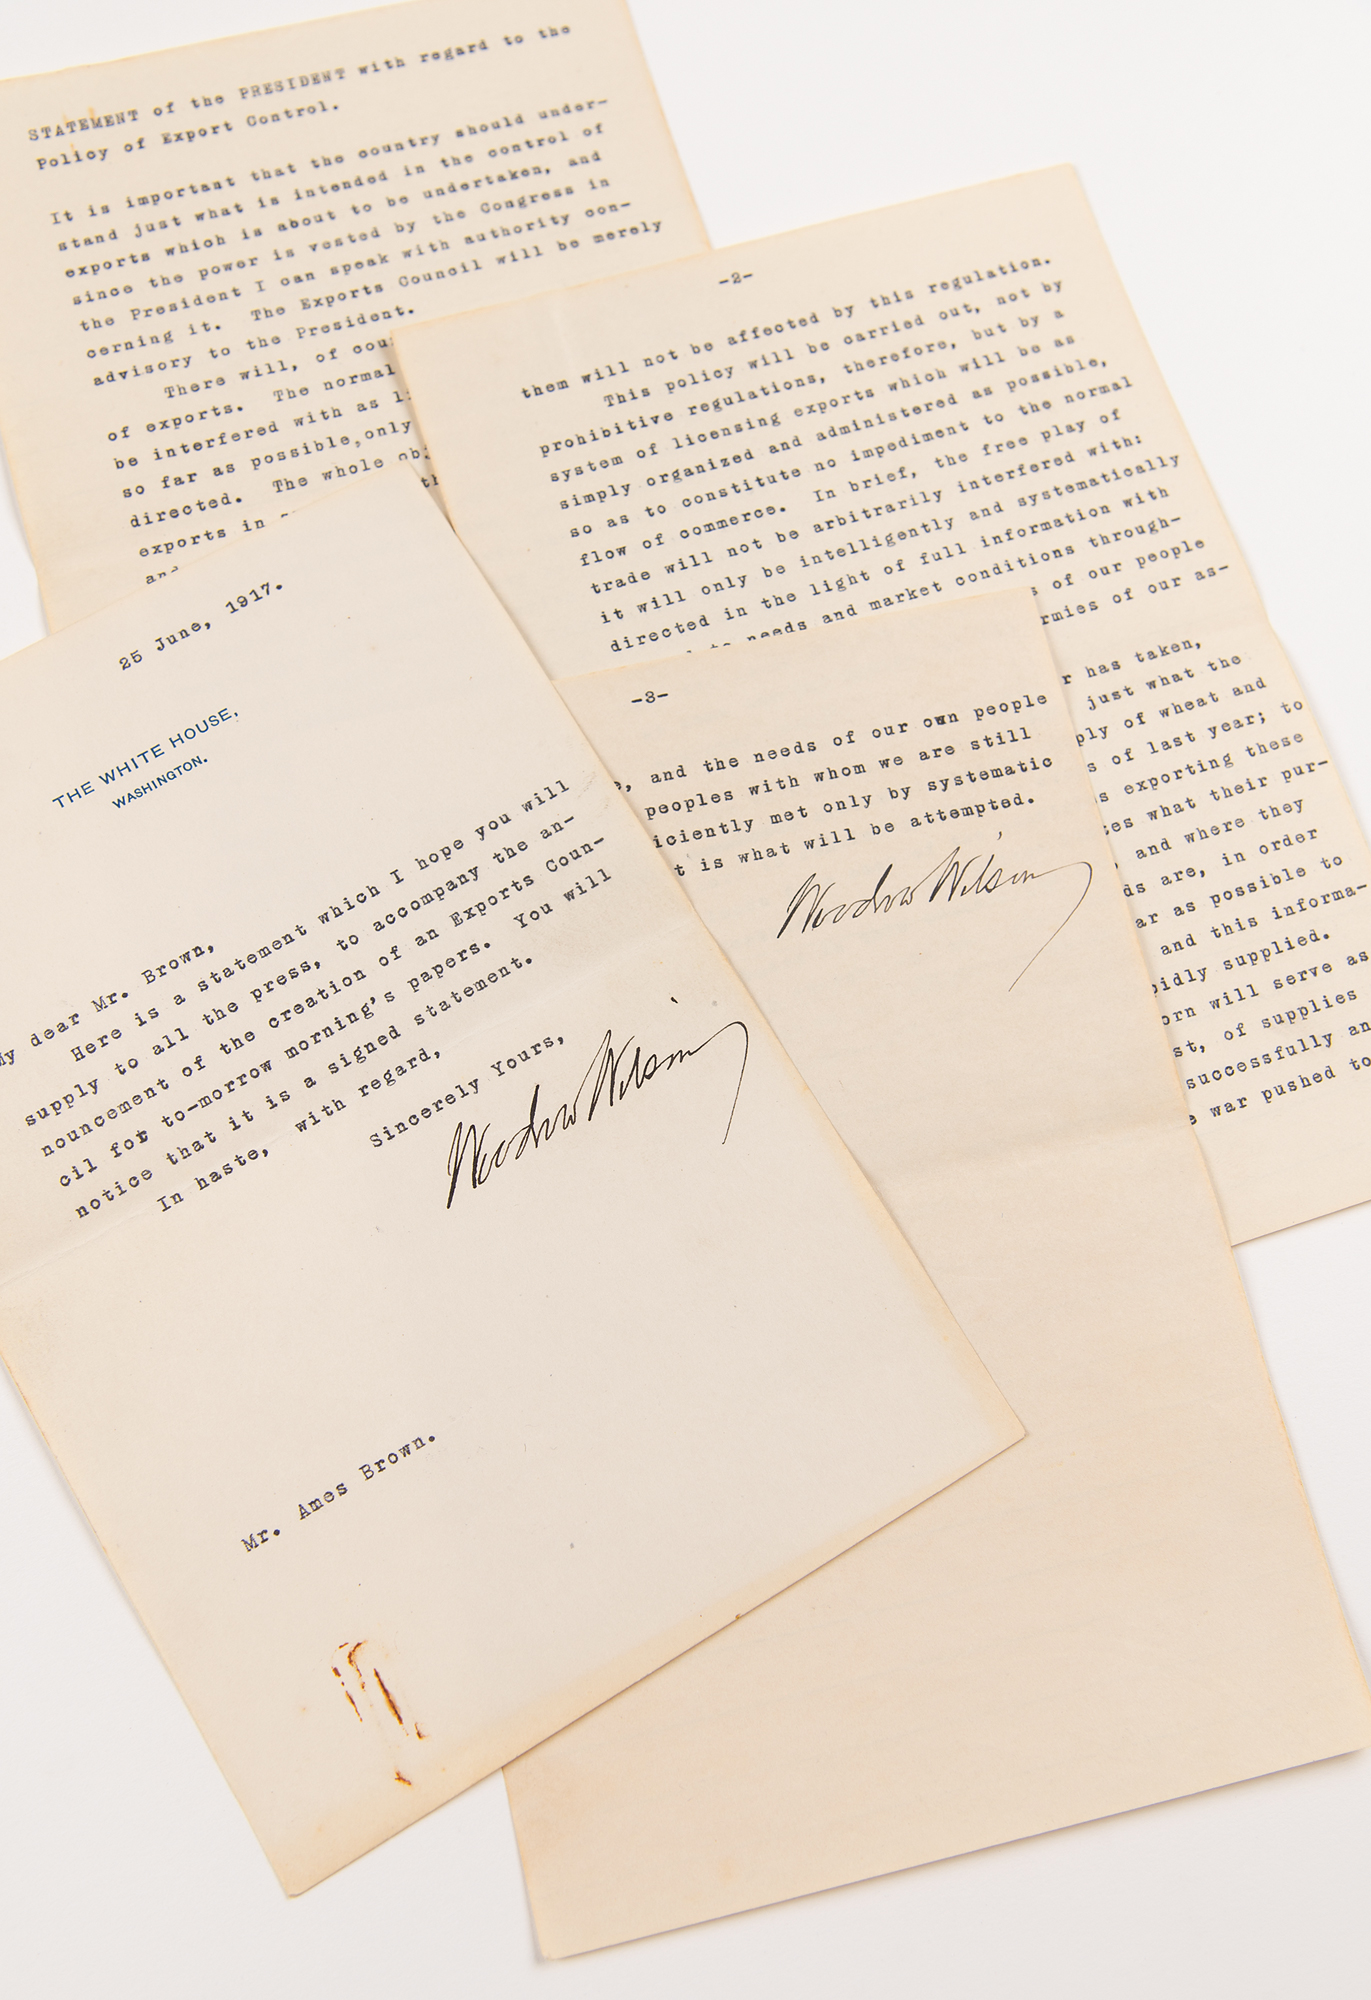 STATEMENT of the PRESIDENT with regard to the
Policy of Export Control.
It is important that the country should under-
stand just what is intended in the control of
exports which is about to be undertaken, and
since the power is vested by the Congress in
the President I can speak with authority con-
cerning it. The Exports Council will be merely
advisory to the President.
There will, of cou
of exports. The normal
be interfered with as li
so far as possible,only
directed. The whole obj
exports in
and
-2-
them will not be affected by this regulation.
This policy will be carried out, not by
prohibitive regulations, therefore, but by a
system of licensing exports which will be as
simply organized and administered as possible,
so as to constitute no impediment to the normal
flow of commerce. In brief, the free play of
trade will not be arbitrarily interfered with:
it will only be intelligently and systematically
directed in the light of full information with
to needs and market conditions through-
s of our people
rmies of our as-
r has taken,
just what the
ply of wheat and
s of last year; to
s exporting these
tes what their pur-
and where they
ds are, in order
ar as possible to
and this informa-
pidly supplied.
orn will serve as
st, of supplies
successfully an
e war pushed to
-3-
e, and the needs of our own people
peoples with whom we are still
iciently met only by systematic
t is what will be attempted.
Woodrow Wilson
25 June, 1917.
THE WHITE HOUSE,
WASHINGTON.
My dear Mr. Brown,
Here is a statement which I hope you will
supply to all the press, to accompany the an-
nouncement of the creation of an Exports Coun-
cil for to-morrow morning's papers. You will
notice that it is a signed statement.
In haste, with regard,
Sincerely Yours,
Woodrow Wilson
Mr. Ames Brown.